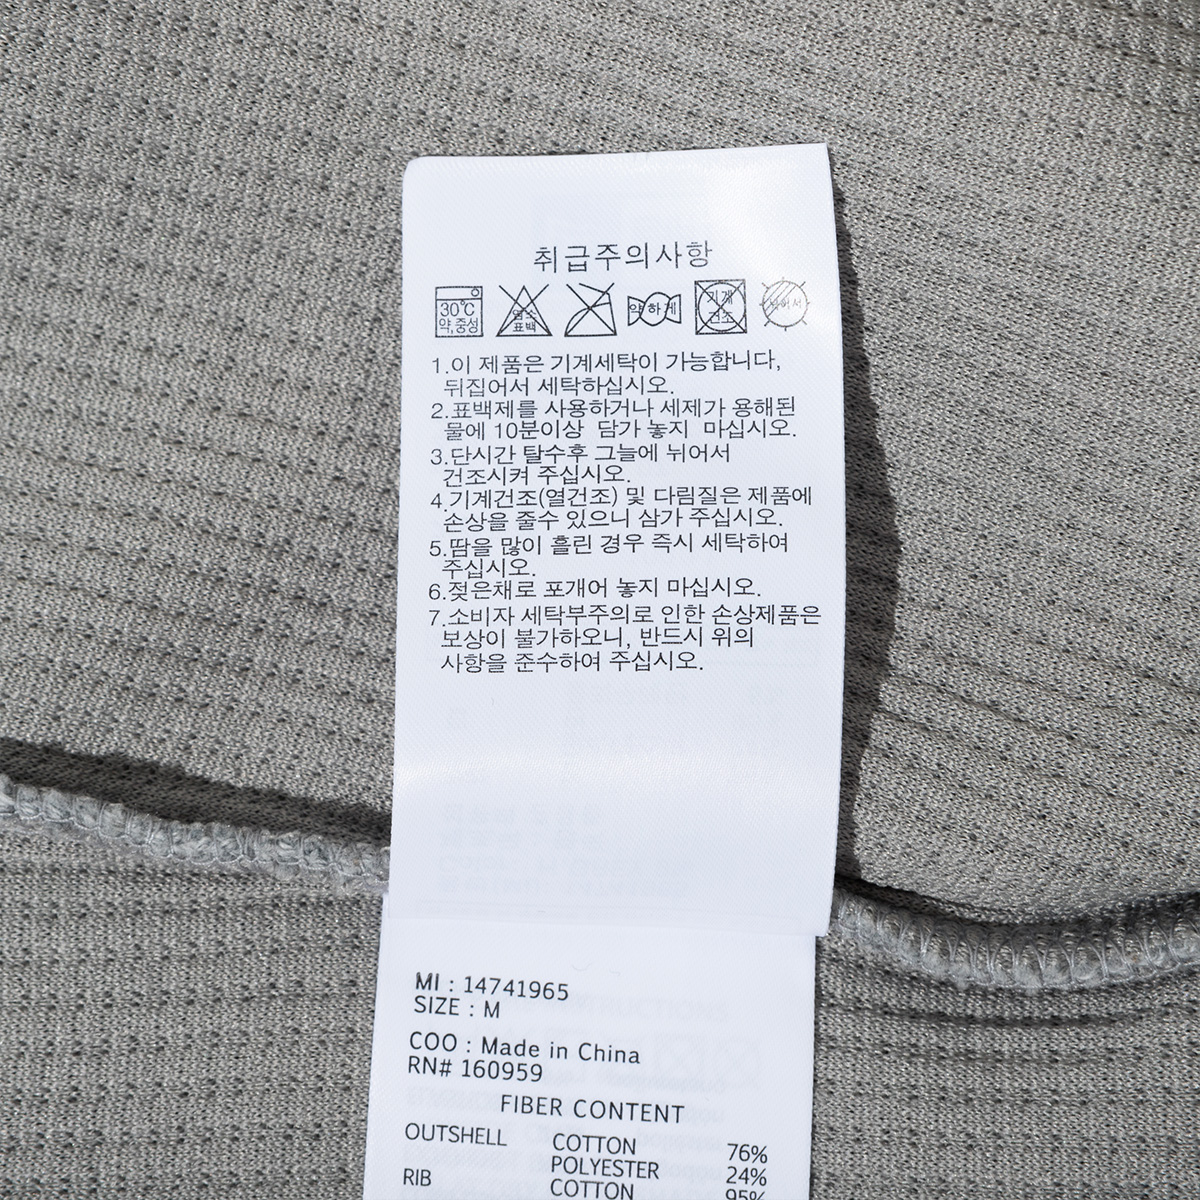 취급주의사항
30℃ 약,중성 염소 표백 약하게 기계 건조 뉘어서
1.이 제품은 기계세탁이 가능합니다,
뒤집어서 세탁하십시오.
2.표백제를 사용하거나 세제가 용해된
물에 10분이상 담가 놓지 마십시오.
3.단시간 탈수후 그늘에 뉘어서
건조시켜 주십시오.
4.기계건조(열건조) 및 다림질은 제품에
손상을 줄수 있으니 삼가 주십시오.
5.땀을 많이 흘린 경우 즉시 세탁하여
주십시오.
6.젖은채로 포개어 놓지 마십시오.
7.소비자 세탁부주의로 인한 손상제품은
보상이 불가하오니, 반드시 위의
사항을 준수하여 주십시오.
MI : 14741965
SIZE : M
COO : Made in China
RN# 160959
FIBER CONTENT
OUTSHELL COTTON 76%
POLYESTER 24%
RIB COTTON 95%